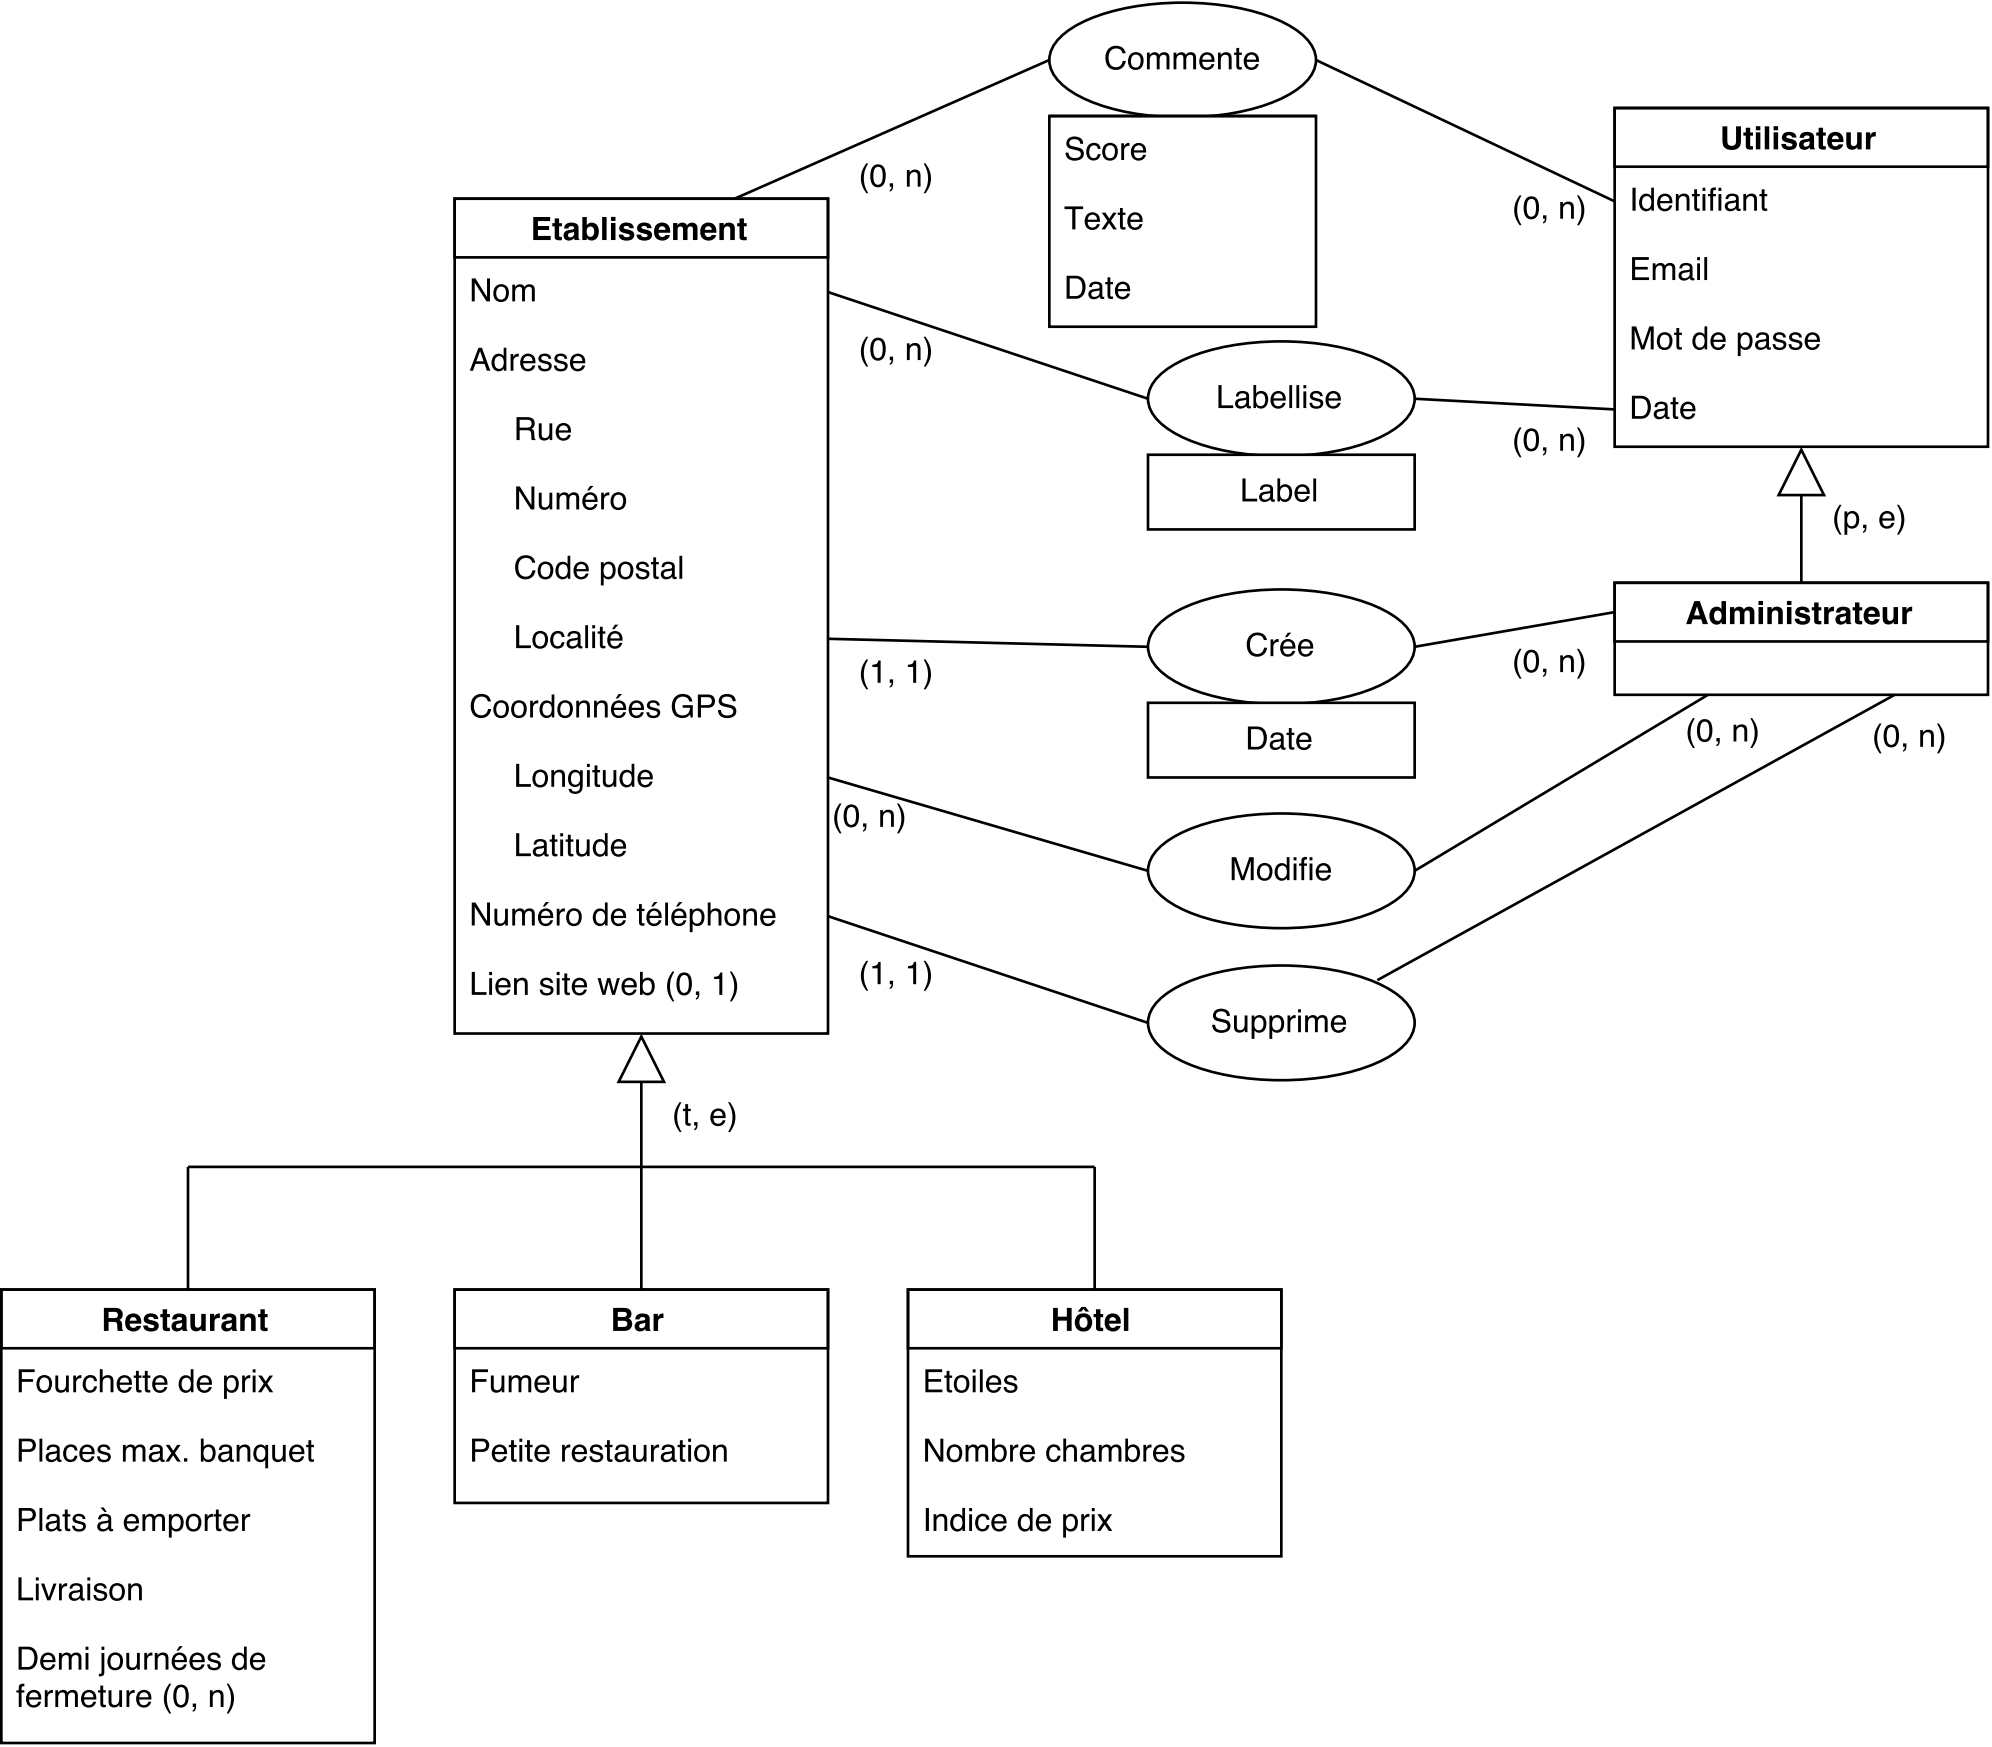 Commente
Score
Texte
Date
(0, n)
(0, n)
Utilisateur
Identifiant
Email
Mot de passe
Date
Etablissement
Nom
Adresse
Rue
Numéro
Code postal
Localité
Coordonnées GPS
Longitude
Latitude
Numéro de téléphone
Lien site web (0, 1)
(0, n)
Labellise
(0, n)
Label
(p, e)
Administrateur
(1, 1)
Crée
(0, n)
Date
(0, n)
(0, n)
(0, n)
Modifie
(1, 1)
Supprime
(t, e)
Restaurant
Fourchette de prix
Places max. banquet
Plats à emporter
Livraison
Demi journées de
fermeture (0, n)
Bar
Fumeur
Petite restauration
Hôtel
Etoiles
Nombre chambres
Indice de prix